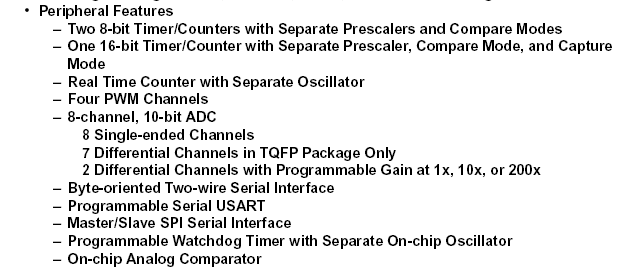 • Peripheral Features
– Two 8-bit Timer/Counters with Separate Prescalers and Compare Modes
– One 16-bit Timer/Counter with Separate Prescaler, Compare Mode, and Capture
Mode
– Real Time Counter with Separate Oscillator
– Four PWM Channels
– 8-channel, 10-bit ADC
8 Single-ended Channels
7 Differential Channels in TQFP Package Only
2 Differential Channels with Programmable Gain at 1x, 10x, or 200x
– Byte-oriented Two-wire Serial Interface
– Programmable Serial USART
– Master/Slave SPI Serial Interface
– Programmable Watchdog Timer with Separate On-chip Oscillator
– On-chip Analog Comparator